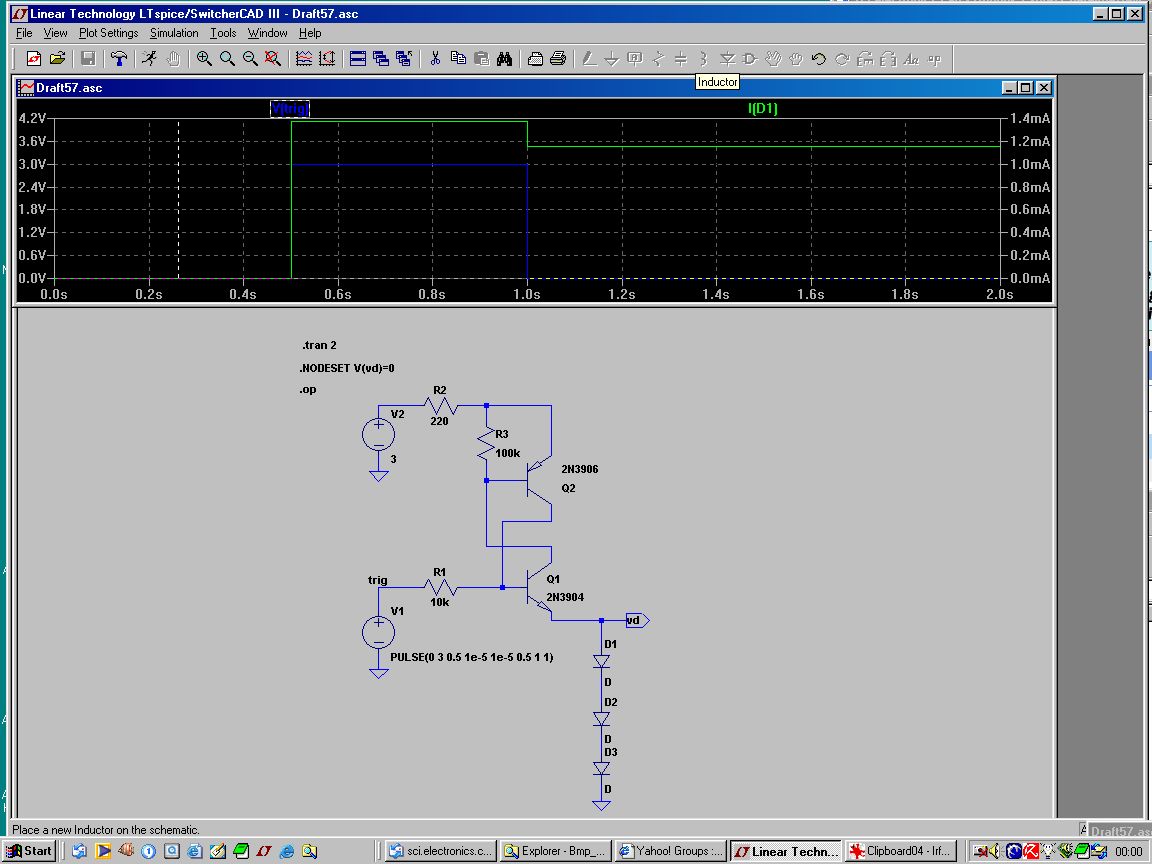 Linear Technology LTspice/SwitcherCAD III - Draft57.asc
File View Plot Settings Simulation Tools Window Help
Inductor
Draft57.asc
V(trig) I(D1)
4.2V 1.4mA
3.6V 1.2mA
3.0V 1.0mA
2.4V 0.8mA
1.8V 0.6mA
1.2V 0.4mA
0.6V 0.2mA
0.0V 0.0mA
0.0s 0.2s 0.4s 0.6s 0.8s 1.0s 1.2s 1.4s 1.6s 1.8s 2.0s
.tran 2
.NODESET V(vd)=0
.op
R2
V2
220
R3
100k
3
2N3906
Q2
trig
R1
Q1
10k
2N3904
V1
vd
D1
PULSE(0 3 0.5 1e-5 1e-5 0.5 1 1)
D
D2
D
D3
D
Place a new Inductor on the schematic.
Draft57.as
Start
sci.electronics.c...
Explorer - Bmp_...
Yahoo! Groups :...
Linear Techn...
Clipboard04 - Irf...
00:00